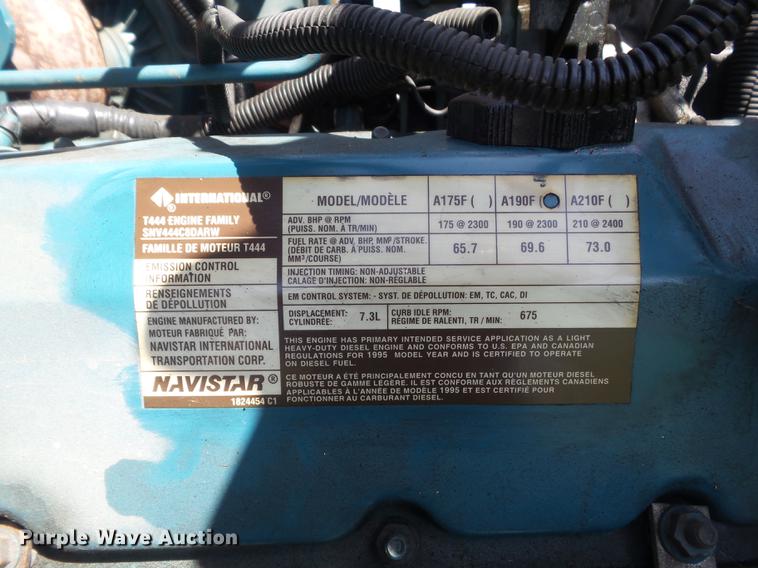 INTERNATIONAL®
T444 ENGINE FAMILY
SNV444C8DARW
FAMILLE DE MOTEUR T444
EMISSION CONTROL
INFORMATION
RENSEIGNEMENTS
DE DÉPOLLUTION
ENGINE MANUFACTURED BY:
MOTEUR FABRIQUÉ PAR:
NAVISTAR INTERNATIONAL
TRANSPORTATION CORP.
NAVISTAR®
1824454 C1
MODEL/MODÈLE A175F ( ) A190F ( ) A210F ( )
ADV. BHP @ RPM
(PUISS. NOM. À TR/MIN) 175 @ 2300 190 @ 2300 210 @ 2400
FUEL RATE @ ADV. BHP, MM³/STROKE.
(DÉBIT DE CARB. À PUISS. NOM.
MM³/COURSE) 65.7 69.6 73.0
INJECTION TIMING: NON-ADJUSTABLE
CALAGE D'INJECTION: NON-RÉGLABLE
EM CONTROL SYSTEM: - SYST. DE DÉPOLLUTION: EM, TC, CAC, DI
DISPLACEMENT:
CYLINDRÉE: 7.3L CURB IDLE RPM:
RÉGIME DE RALENTI, TR / MIN: 675
THIS ENGINE HAS PRIMARY INTENDED SERVICE APPLICATION AS A LIGHT
HEAVY-DUTY DIESEL ENGINE AND CONFORMS TO U.S. EPA AND CANADIAN
REGULATIONS FOR 1995 MODEL YEAR AND IS CERTIFIED TO OPERATE
ON DIESEL FUEL.
CE MOTEUR A ÉTÉ PRINCIPALEMENT CONCU EN TANT QU'UN MOTEUR DIESEL
ROBUSTE DE GAMME LÉGÈRE. IL EST CONFORME AUX RÈGLEMENTS CANADIENS
APPLICABLES À L'ANNÉE DE MODÈLE 1995 ET EST CERTIFIÉ POUR
FONCTIONNER AU CARBURANT DIESEL.
Purple Wave Auction